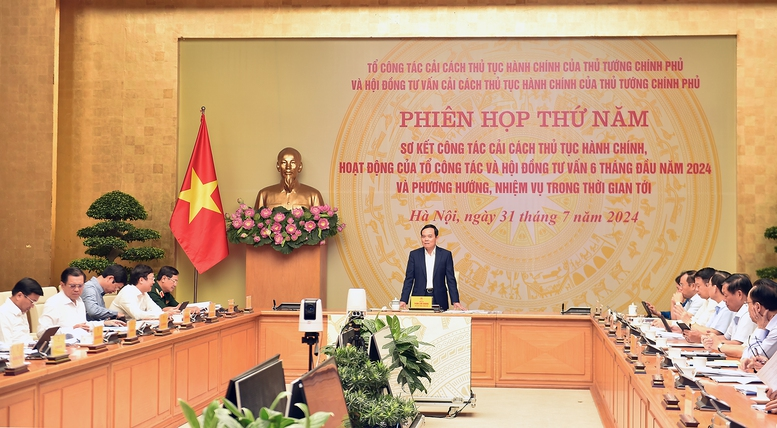 TỔ CÔNG TÁC CẢI CÁCH THỦ TỤC HÀNH CHÍNH CỦA THỦ TƯỚNG CHÍNH PHỦ
VÀ HỘI ĐỒNG TƯ VẤN CẢI CÁCH THỦ TỤC HÀNH CHÍNH CỦA THỦ TƯỚNG CHÍNH PHỦ
PHIÊN HỌP THỨ NĂM
SƠ KẾT CÔNG TÁC CẢI CÁCH THỦ TỤC HÀNH CHÍNH,
HOẠT ĐỘNG CỦA TỔ CÔNG TÁC VÀ HỘI ĐỒNG TƯ VẤN 6 THÁNG ĐẦU NĂM 2024
VÀ PHƯƠNG HƯỚNG, NHIỆM VỤ TRONG THỜI GIAN TỚI
Hà Nội, ngày 31 tháng 7 năm 2024